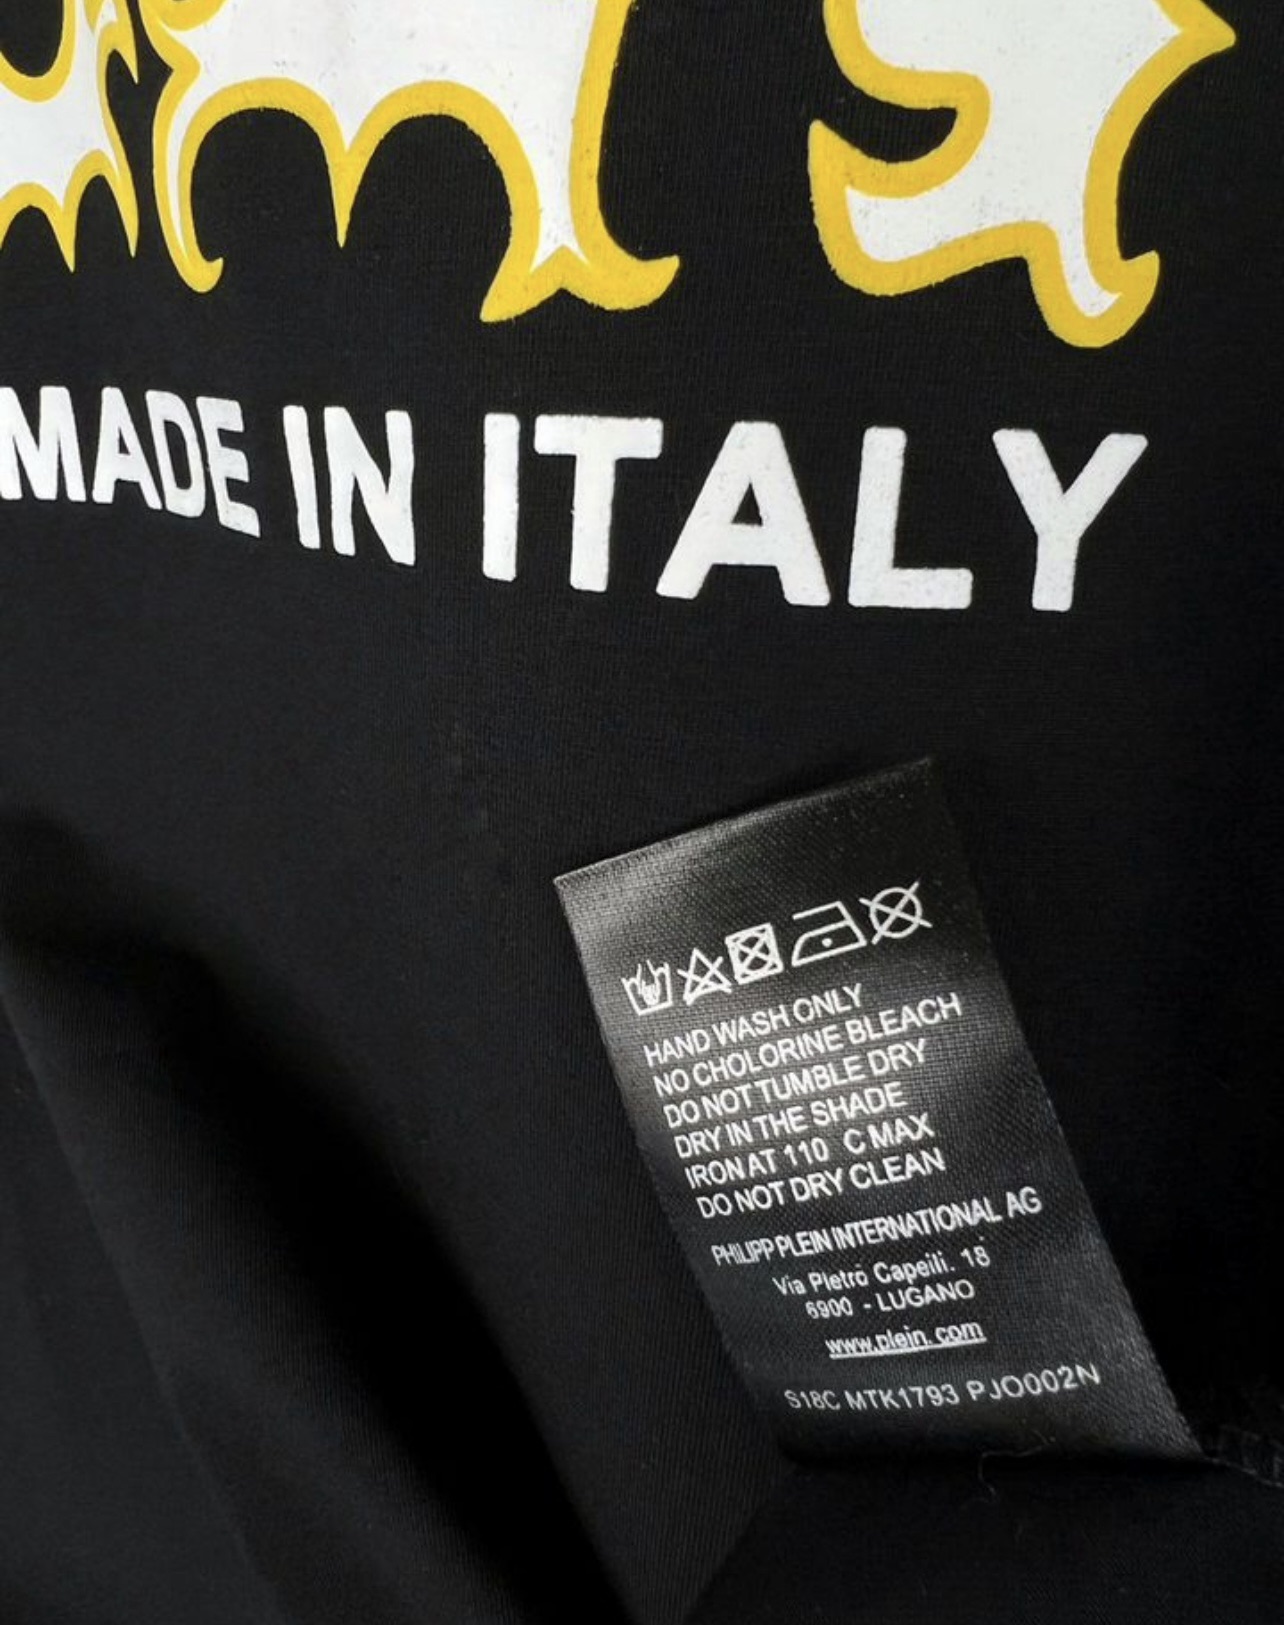 MADE IN ITALY
HAND WASH ONLY
NO CHOLORINE BLEACH
DO NOT TUMBLE DRY
DRY IN THE SHADE
IRON AT 110 C MAX
DO NOT DRY CLEAN
PHILIPP PLEIN INTERNATIONAL AG
Via Pletro Capeili. 18
6900 - LUGANO
www.plein.com
S18C MTK1793 PJO002N